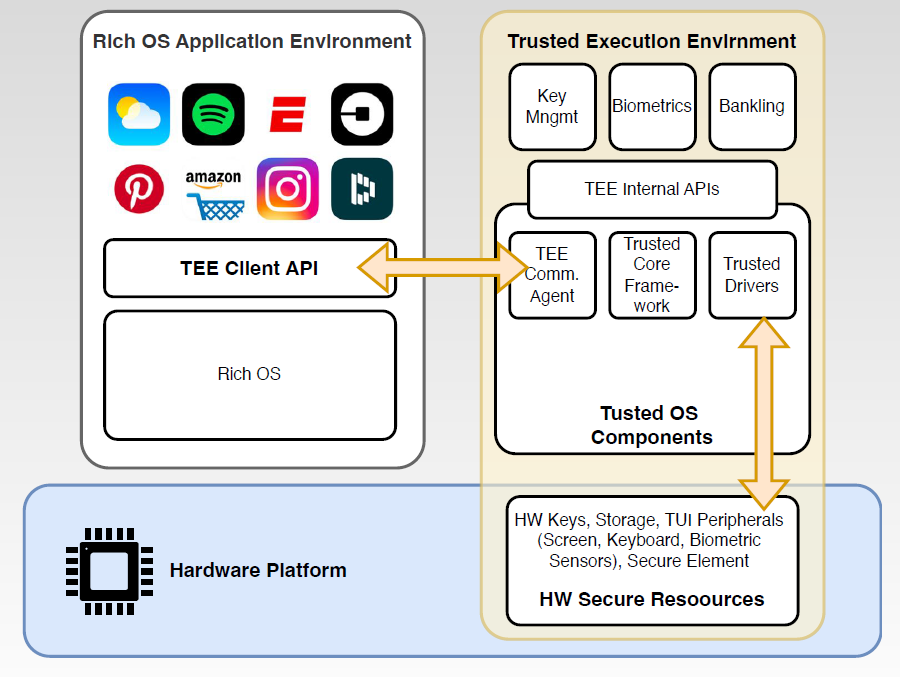 Rich OS Application Environment
amazon
TEE Client API
Rich OS
Trusted Execution Envirnment
Key
Mngmt
Biometrics
Bankling
TEE Internal APIs
TEE
Comm.
Agent
Trusted
Core
Frame-
work
Trusted
Drivers
Tusted OS
Components
Hardware Platform
HW Keys, Storage, TUI Peripherals
(Screen, Keyboard, Biometric
Sensors), Secure Element
HW Secure Resoources